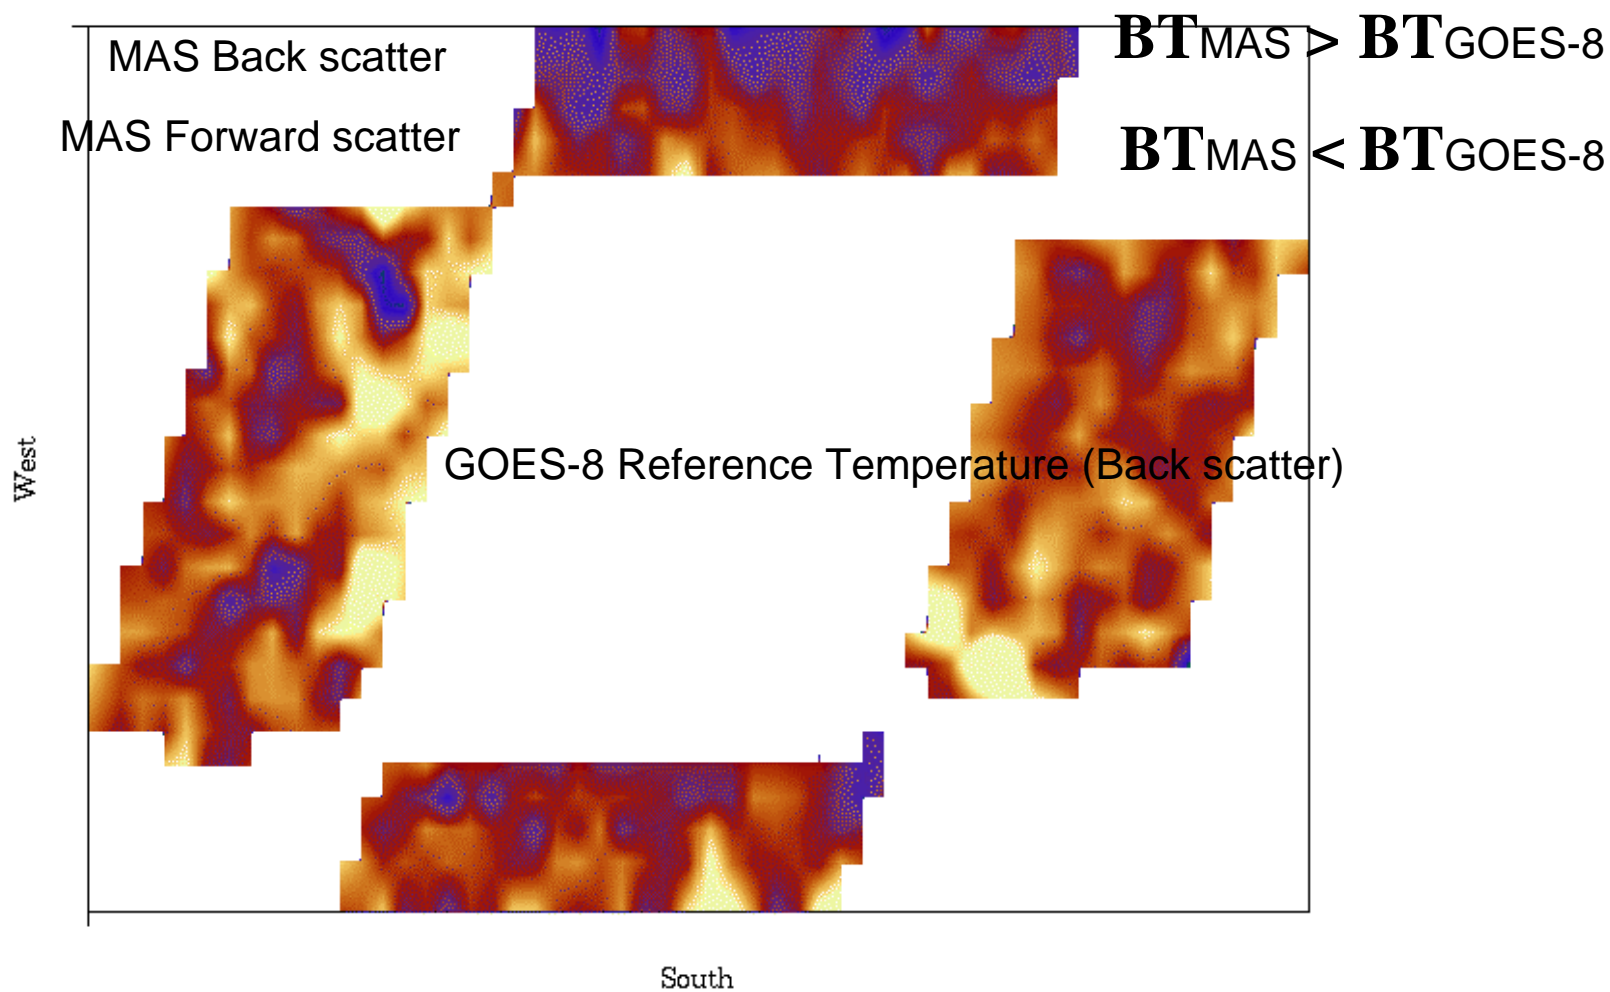 MAS Back scatter
BTMAS > BTGOES-8
MAS Forward scatter
BTMAS < BTGOES-8
GOES-8 Reference Temperature (Back scatter)
West
South